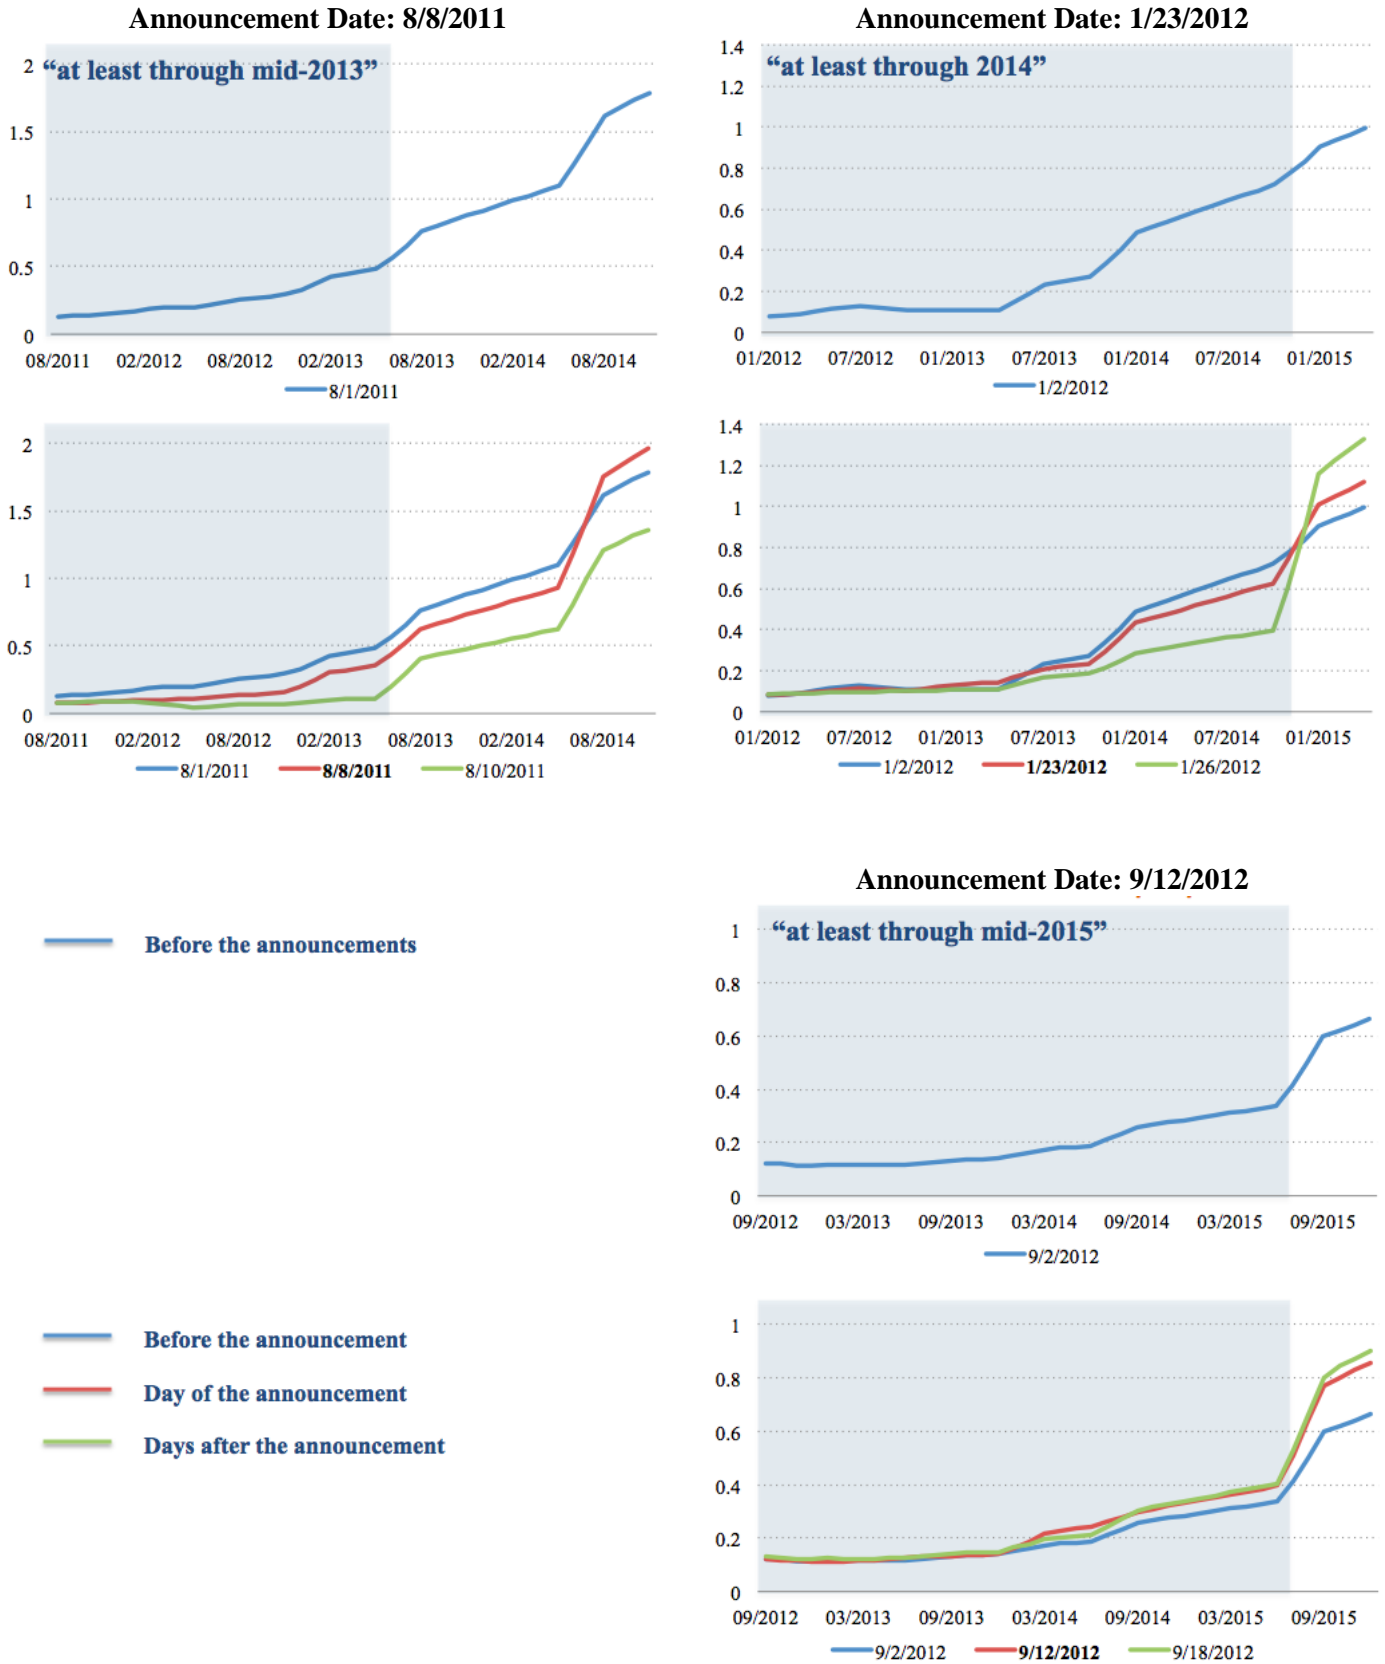 Announcement Date: 8/8/2011
2
"at least through mid-2013"
1.5
1
0.5
0
08/2011 02/2012 08/2012 02/2013 08/2013 02/2014 08/2014
8/1/2011
2
1.5
1
0.5
0
08/2011 02/2012 08/2012 02/2013 08/2013 02/2014 08/2014
8/1/2011 8/8/2011 8/10/2011
Announcement Date: 1/23/2012
1.4
"at least through 2014"
1.2
1
0.8
0.6
0.4
0.2
0
01/2012 07/2012 01/2013 07/2013 01/2014 07/2014 01/2015
1/2/2012
1.4
1.2
1
0.8
0.6
0.4
0.2
0
01/2012 07/2012 01/2013 07/2013 01/2014 07/2014 01/2015
1/2/2012 1/23/2012 1/26/2012
Before the announcements
Before the announcement
Day of the announcement
Days after the announcement
Announcement Date: 9/12/2012
1
"at least through mid-2015"
0.8
0.6
0.4
0.2
0
09/2012 03/2013 09/2013 03/2014 09/2014 03/2015 09/2015
9/2/2012
1
0.8
0.6
0.4
0.2
0
09/2012 03/2013 09/2013 03/2014 09/2014 03/2015 09/2015
9/2/2012 9/12/2012 9/18/2012